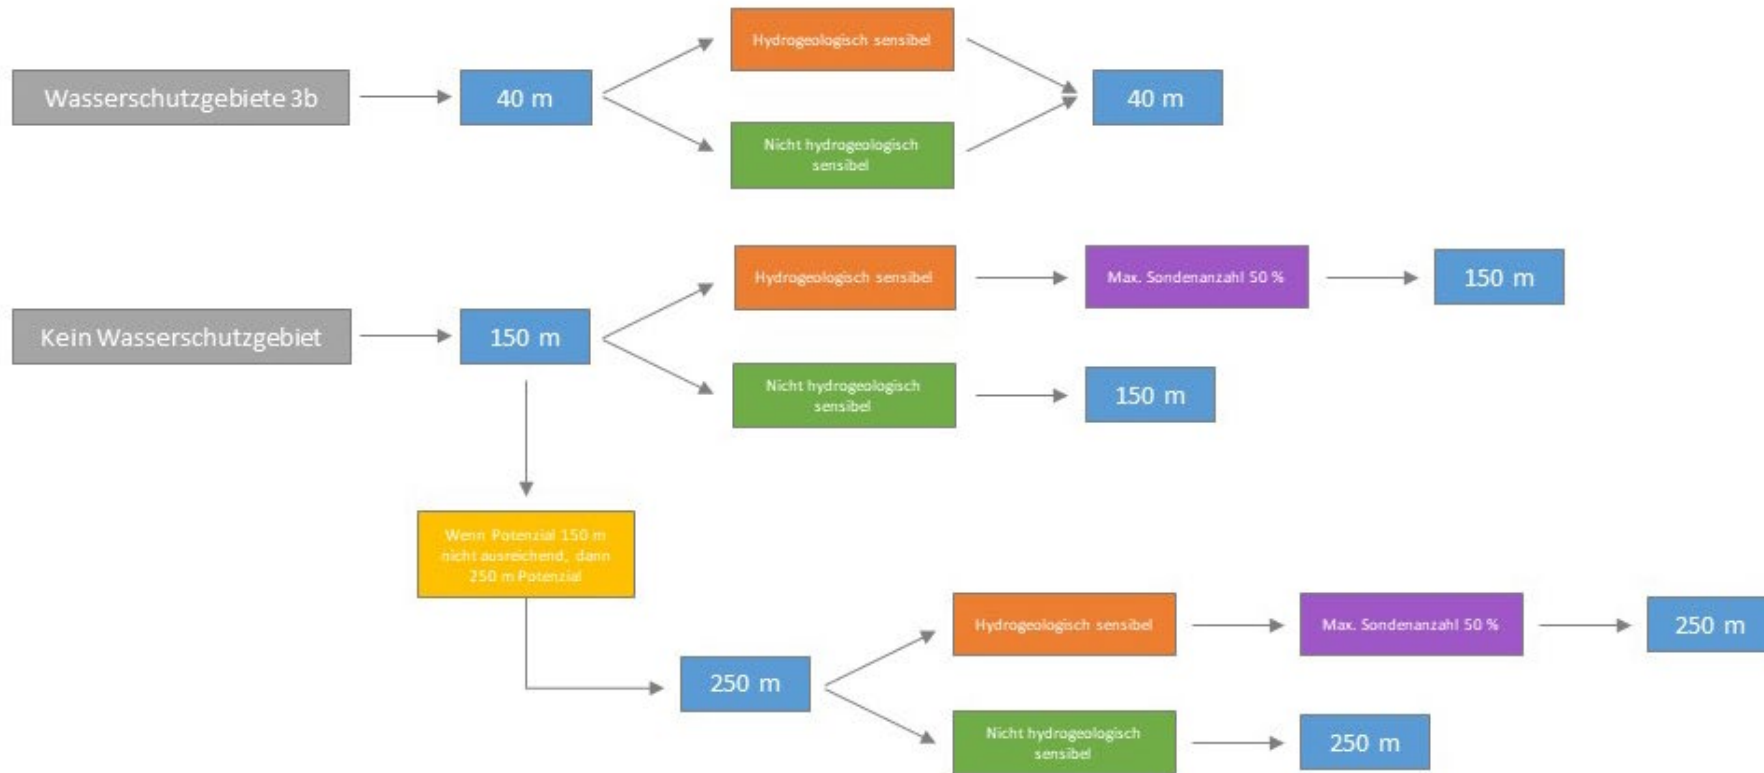 Hydrogeologisch sensibel
Wasserschutzgebiete 3b
40 m
40 m
Nicht hydrogeologisch
sensibel
Hydrogeologisch sensibel
Max. Sondenanzahl 50 %
150 m
Kein Wasserschutzgebiet
150 m
Nicht hydrogeologisch
sensibel
150 m
Wenn Potenzial 150 m
nicht ausreichend, dann
250 m Potenzial
Hydrogeologisch sensibel
Max. Sondenanzahl 50 %
250 m
250 m
Nicht hydrogeologisch
sensibel
250 m